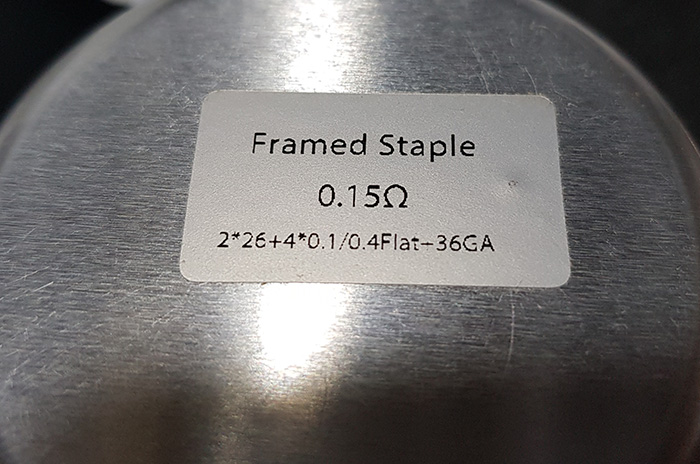 Framed Staple
0.15Ω
2*26+4*0.1/0.4Flat+36GA